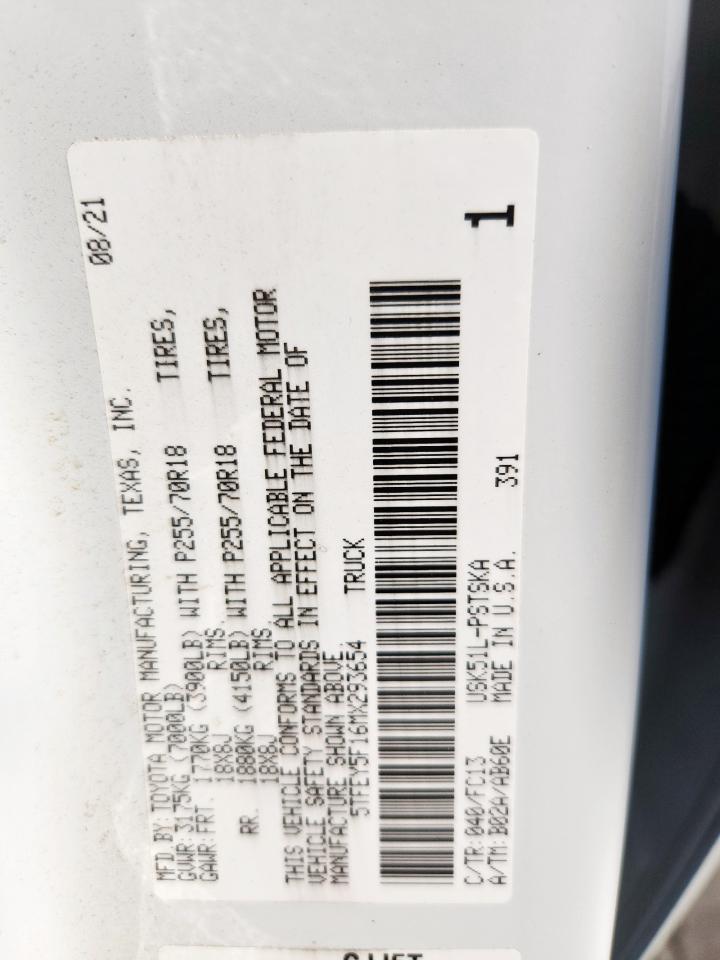 MFD.BY:TOYOTA MOTOR MANUFACTURING, TEXAS, INC. 08/21
GVWR:3175KG (7000LB)
GAWR:FRT. 1770KG (3900LB) WITH P255/70R18 TIRES,
18X8J RIMS.
RR. 1880KG (4150LB) WITH P255/70R18 TIRES,
18X8J RIMS.
THIS VEHICLE CONFORMS TO ALL APPLICABLE FEDERAL MOTOR
VEHICLE SAFETY STANDARDS IN EFFECT ON THE DATE OF
MANUFACTURE SHOWN ABOVE.
5TFEY5F16MX293654 TRUCK
C/TR:040/FC13 USK51L-PSTSKA 1
A/TM:B02A/AB60E MADE IN U.S.A. 391